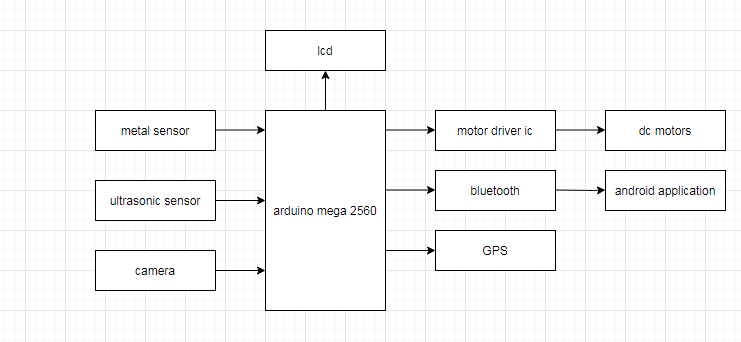 lcd
metal sensor
motor driver ic
dc motors
ultrasonic sensor
arduino mega 2560
bluetooth
android application
camera
GPS